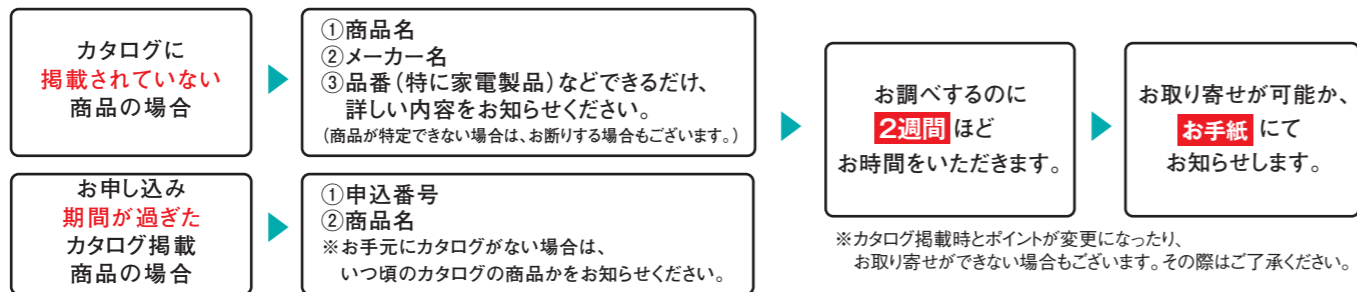 カタログに
掲載されていない
商品の場合
①商品名
②メーカー名
③品番(特に家電製品)などできるだけ、
詳しい内容をお知らせください。
(商品が特定できない場合は、お断りする場合もございます。)
お申し込み
期間が過ぎた
カタログ掲載
商品の場合
①申込番号
②商品名
※お手元にカタログがない場合は、
いつ頃のカタログの商品かをお知らせください。
お調べするのに
2週間 ほど
お時間をいただきます。
お取り寄せが可能か、
お手紙 にて
お知らせします。
※カタログ掲載時とポイントが変更になったり、
お取り寄せができない場合もございます。その際はご了承ください。